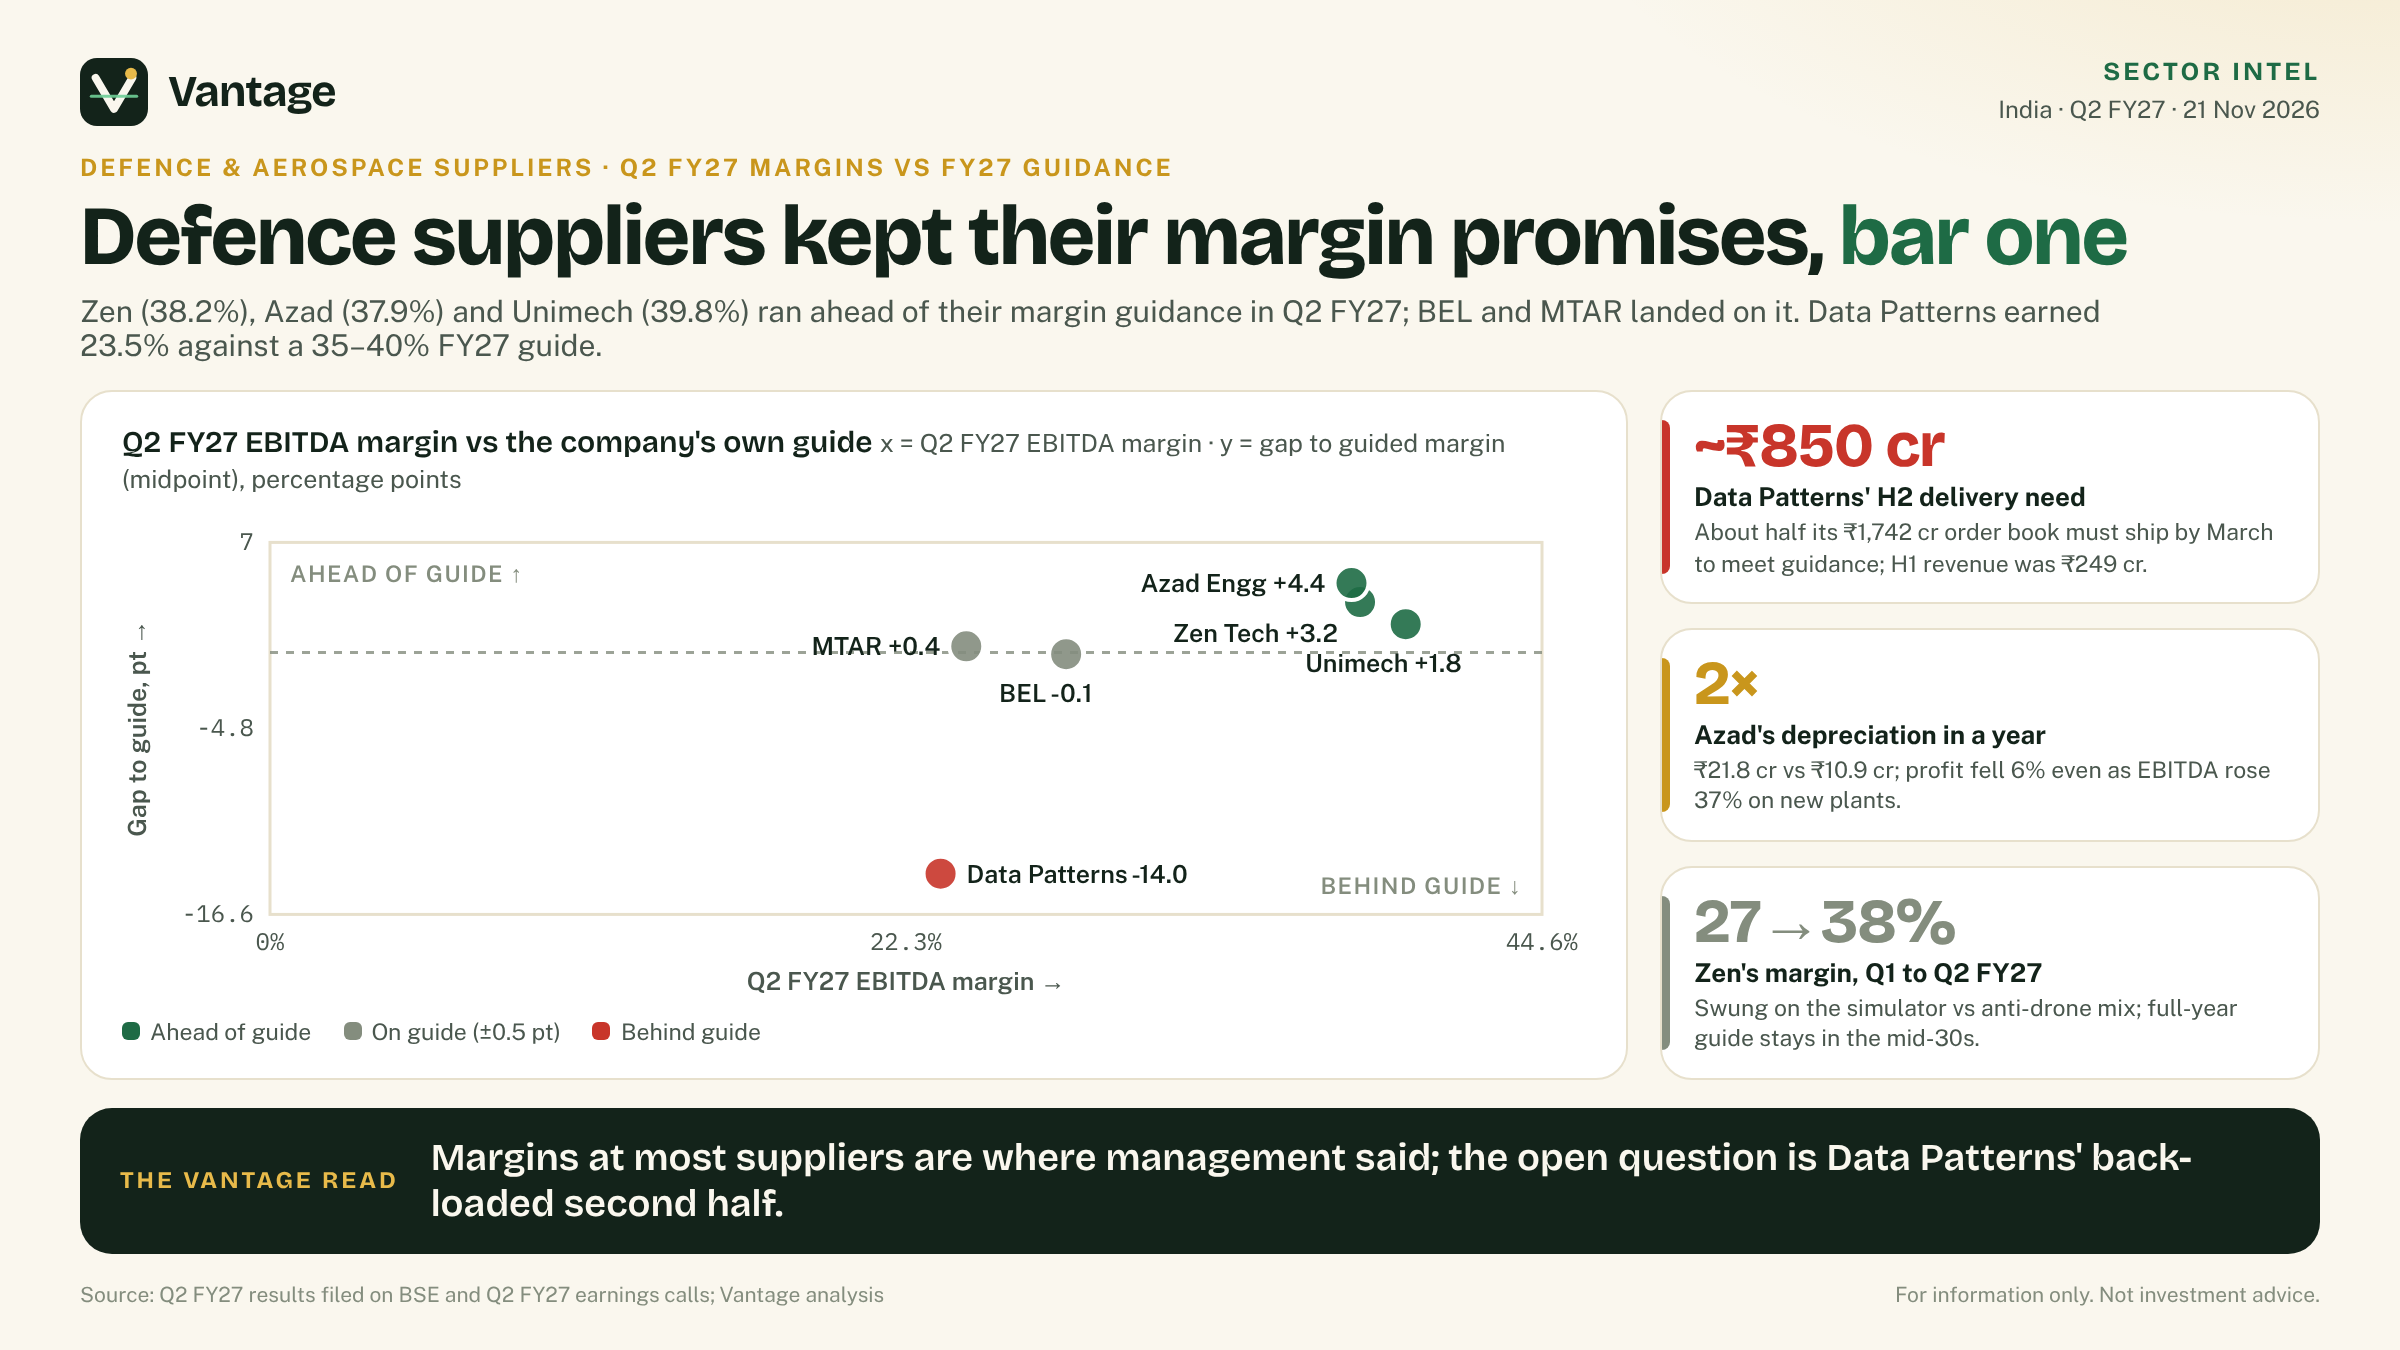 Vantage
SECTOR INTEL
India · Q2 FY27 · 21 Nov 2026
DEFENCE & AEROSPACE SUPPLIERS · Q2 FY27 MARGINS VS FY27 GUIDANCE
Defence suppliers kept their margin promises, bar one
Zen (38.2%), Azad (37.9%) and Unimech (39.8%) ran ahead of their margin guidance in Q2 FY27; BEL and MTAR landed on it. Data Patterns earned
23.5% against a 35–40% FY27 guide.
Q2 FY27 EBITDA margin vs the company's own guide x = Q2 FY27 EBITDA margin · y = gap to guided margin
(midpoint), percentage points
7
AHEAD OF GUIDE ↑
Azad Engg +4.4
Zen Tech +3.2
MTAR +0.4
Unimech +1.8
BEL -0.1
Gap to guide, pt →
-4.8
Data Patterns -14.0
BEHIND GUIDE ↓
-16.6
0%
22.3%
44.6%
Q2 FY27 EBITDA margin →
Ahead of guide
On guide (±0.5 pt)
Behind guide
~₹850 cr
Data Patterns' H2 delivery need
About half its ₹1,742 cr order book must ship by March
to meet guidance; H1 revenue was ₹249 cr.
2×
Azad's depreciation in a year
₹21.8 cr vs ₹10.9 cr; profit fell 6% even as EBITDA rose
37% on new plants.
27→38%
Zen's margin, Q1 to Q2 FY27
Swung on the simulator vs anti-drone mix; full-year
guide stays in the mid-30s.
THE VANTAGE READ
Margins at most suppliers are where management said; the open question is Data Patterns' back-
loaded second half.
Source: Q2 FY27 results filed on BSE and Q2 FY27 earnings calls; Vantage analysis
For information only. Not investment advice.